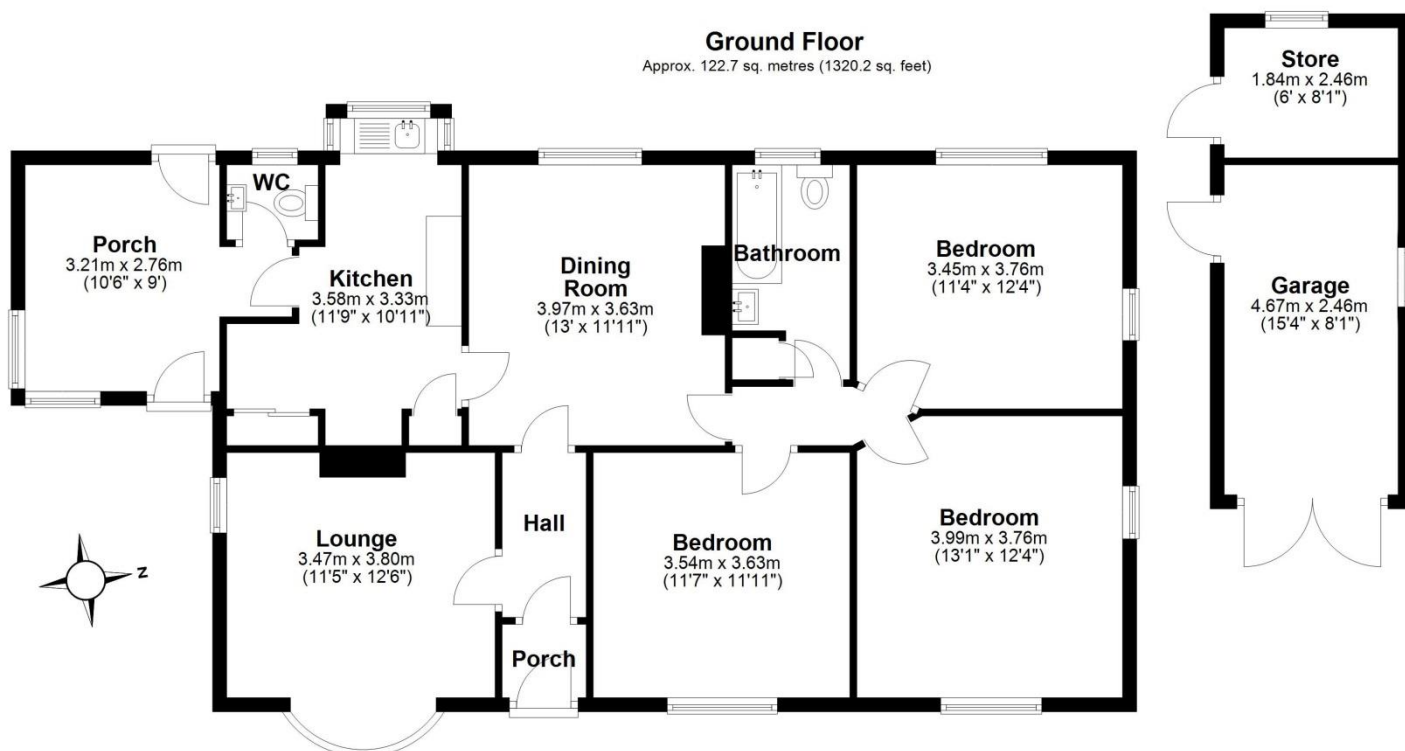 Ground Floor
Approx. 122.7 sq. metres (1320.2 sq. feet)
Store
1.84m x 2.46m
(6' x 8'1")
WC
Porch
3.21m x 2.76m
(10'6" x 9')
Kitchen
3.58m x 3.33m
(11'9" x 10'11")
Dining
Room
3.97m x 3.63m
(13' x 11'11")
Bathroom
Bedroom
3.45m x 3.76m
(11'4" x 12'4")
Garage
4.67m x 2.46m
(15'4" x 8'1")
Lounge
3.47m x 3.80m
(11'5" x 12'6")
Hall
Bedroom
3.54m x 3.63m
(11'7" x 11'11")
Bedroom
3.99m x 3.76m
(13'1" x 12'4")
Porch
N